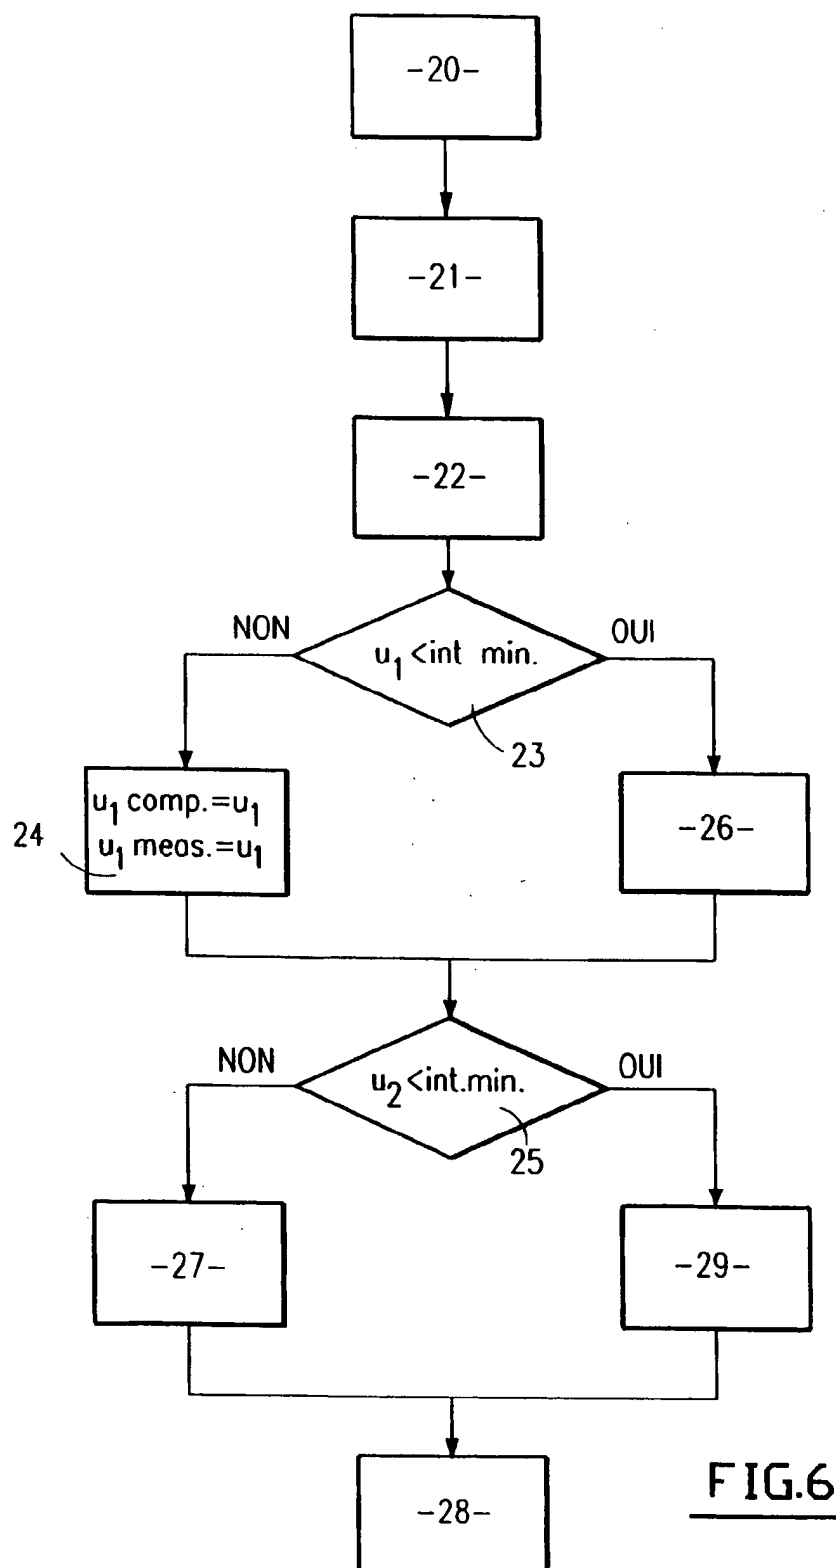 -20-
-21-
-22-
NON
OUI
u₁ <int min.
23
u₁ comp.=u₁
u₁ meas.=u₁
24
-26-
NON
OUI
u₂ <int.min.
25
-27-
-29-
-28-
FIG.6